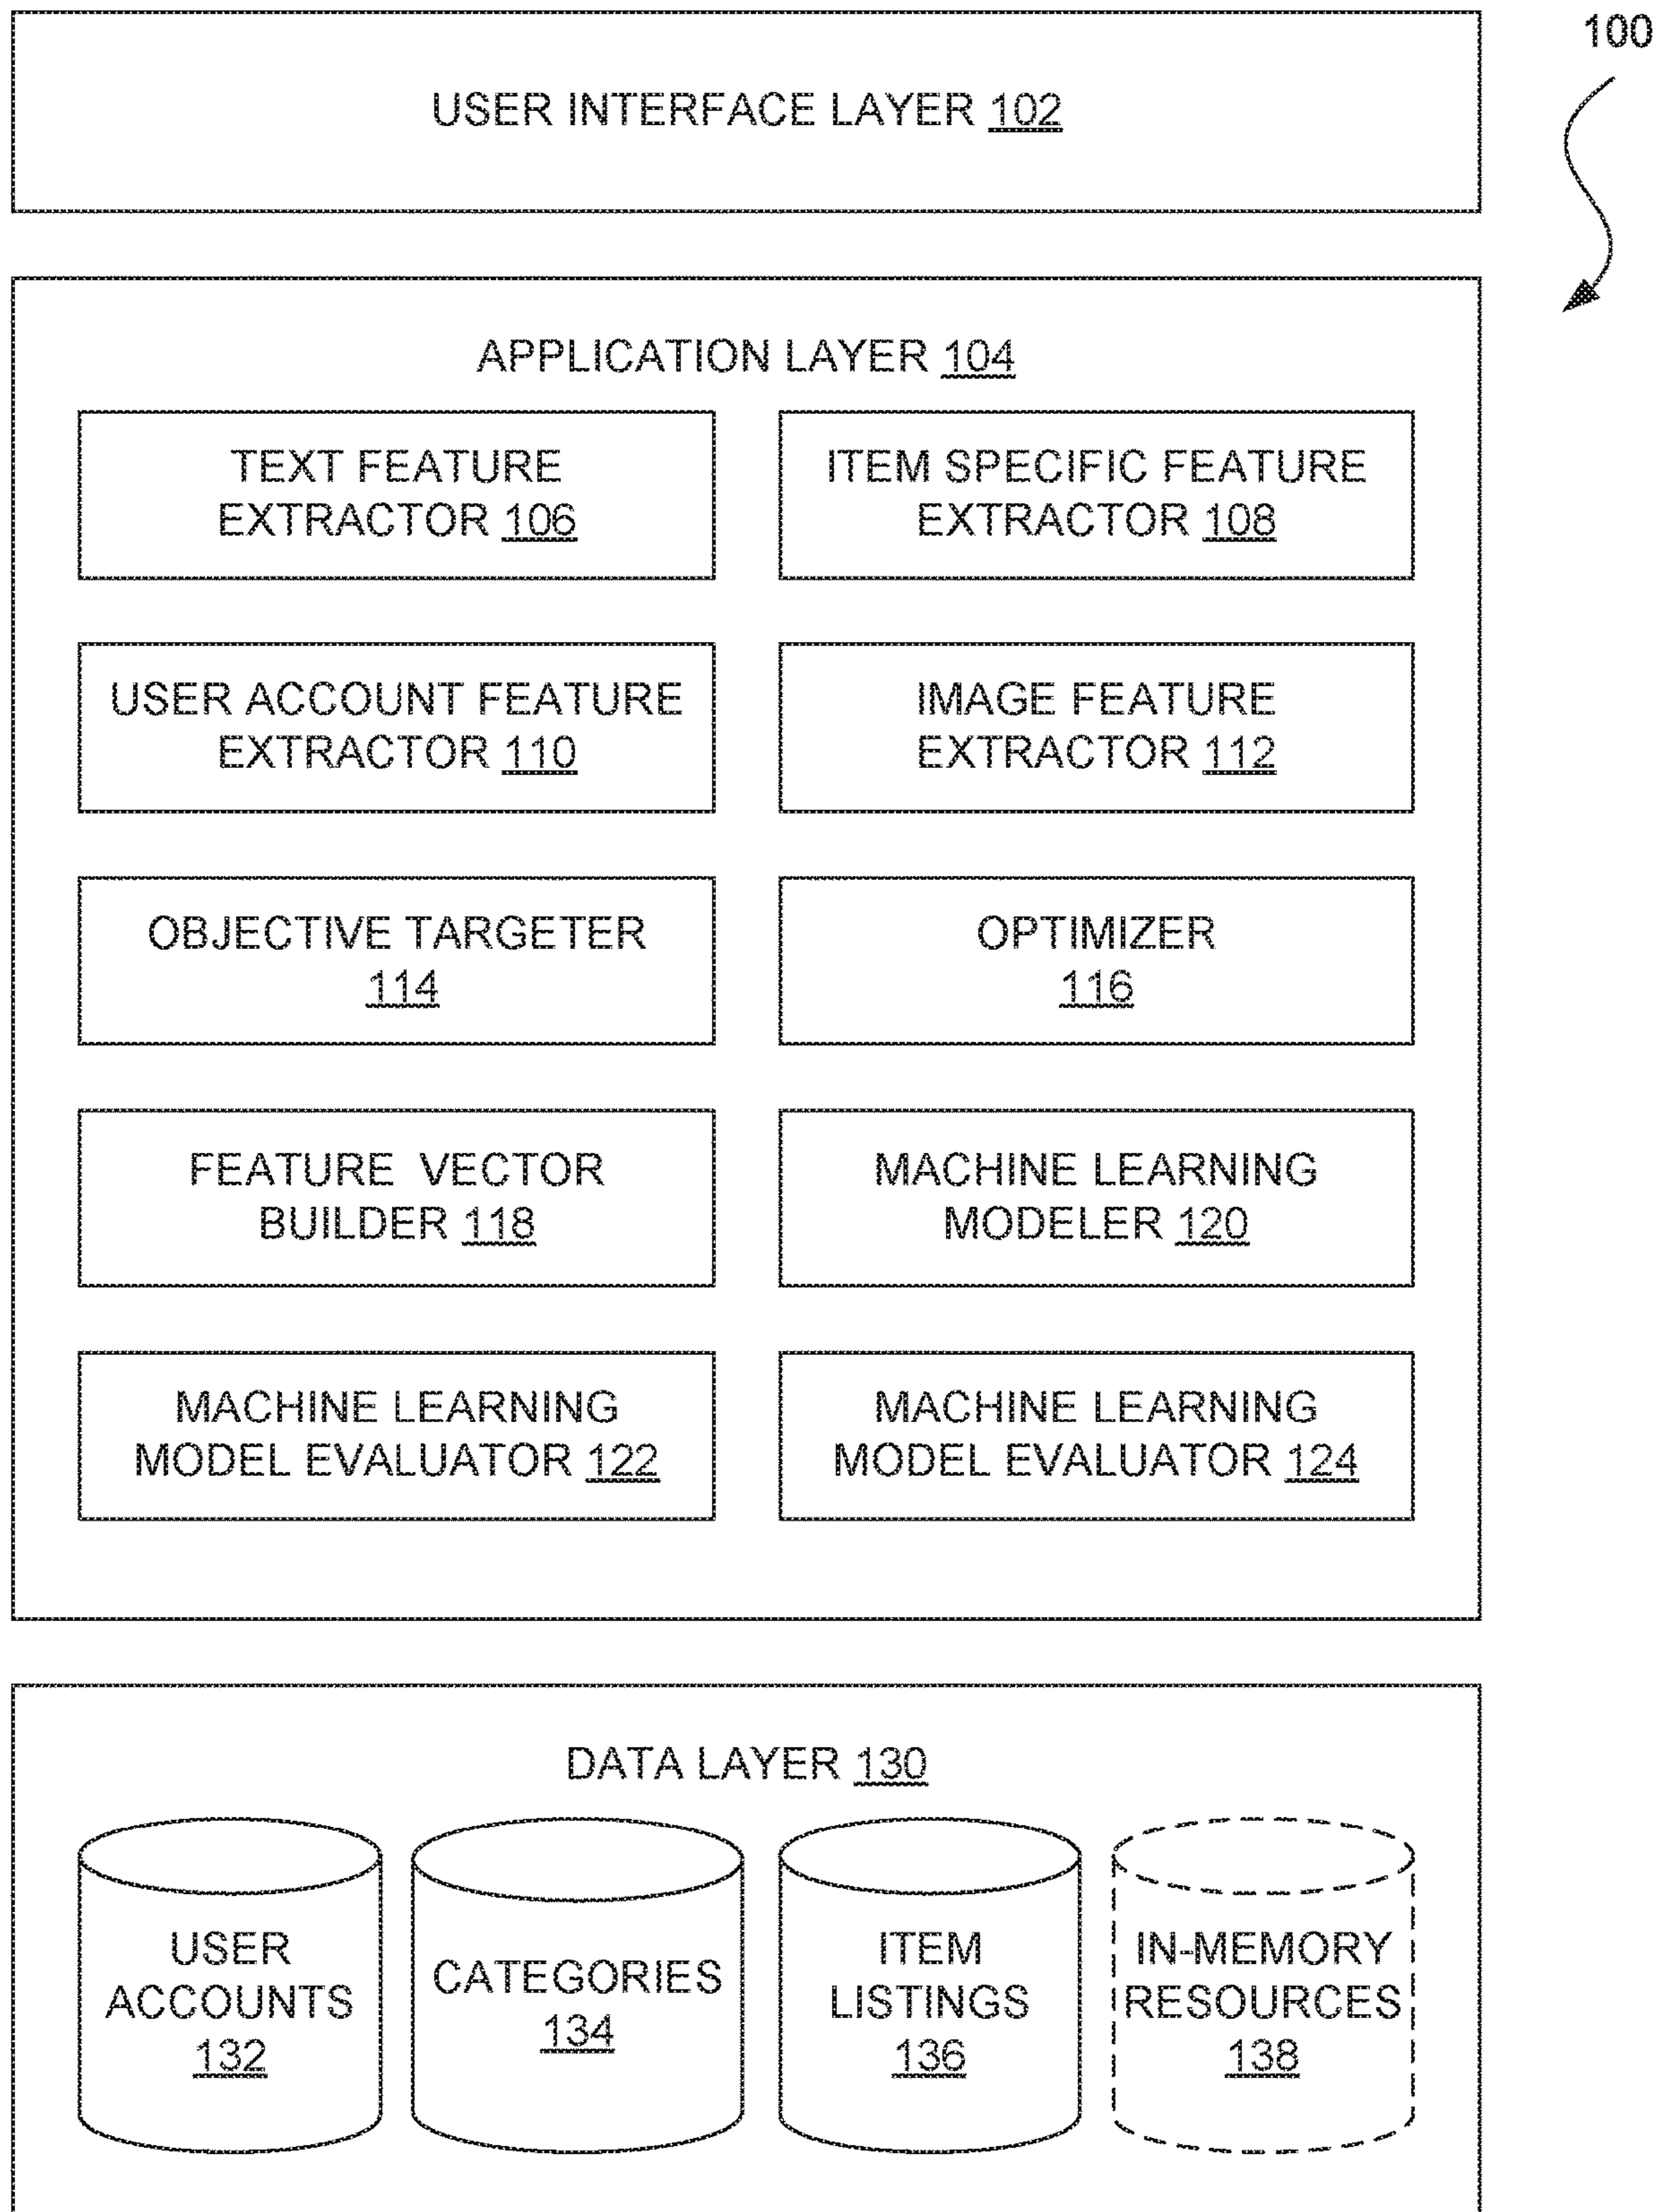 100
USER INTERFACE LAYER 102
APPLICATION LAYER 104
TEXT FEATURE
EXTRACTOR 106
ITEM SPECIFIC FEATURE
EXTRACTOR 108
USER ACCOUNT FEATURE
EXTRACTOR 110
IMAGE FEATURE
EXTRACTOR 112
OBJECTIVE TARGETER
114
OPTIMIZER
116
FEATURE VECTOR
BUILDER 118
MACHINE LEARNING
MODELER 120
MACHINE LEARNING
MODEL EVALUATOR 122
MACHINE LEARNING
MODEL EVALUATOR 124
DATA LAYER 130
USER
ACCOUNTS
132
CATEGORIES
134
ITEM
LISTINGS
136
IN-MEMORY
RESOURCES
138